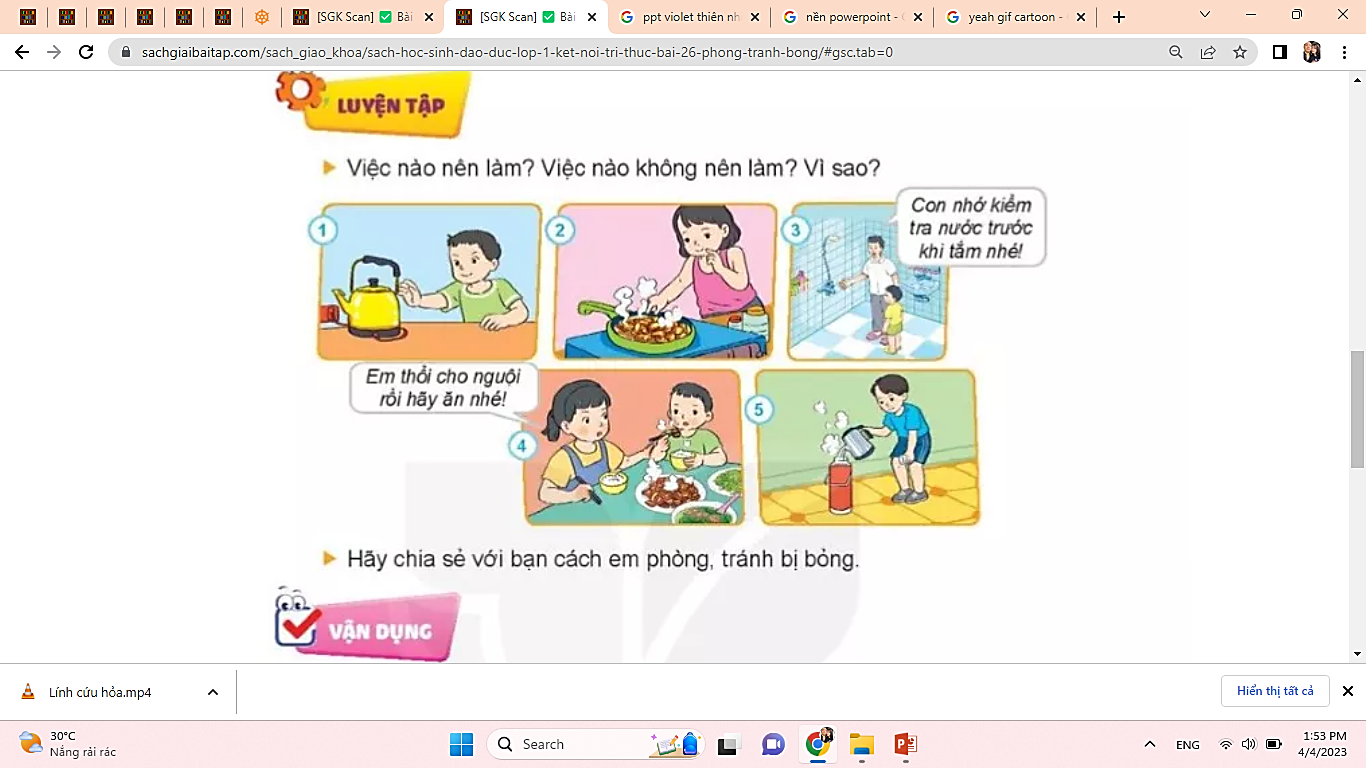 [SGK Scan] ✅ Bài
[SGK Scan] ✅ Bài
ppt violet thiên nh
nền powerpoint - G
yeah gif cartoon - G
sachgiaibaitap.com/sach_giao_khoa/sach-hoc-sinh-dao-duc-lop-1-ket-noi-tri-thuc-bai-26-phong-tranh-bong/#gsc.tab=0
LUYỆN TẬP
Việc nào nên làm? Việc nào không nên làm? Vì sao?
1
2
3
Con nhớ kiểm
tra nước trước
khi tắm nhé!
Em thổi cho nguội
rồi hãy ăn nhé!
4
5
Hãy chia sẻ với bạn cách em phòng, tránh bị bỏng.
VẬN DỤNG
Lính cứu hỏa.mp4
Hiển thị tất cả
30°C
Nắng rải rác
Search
ENG
1:53 PM
4/4/2023